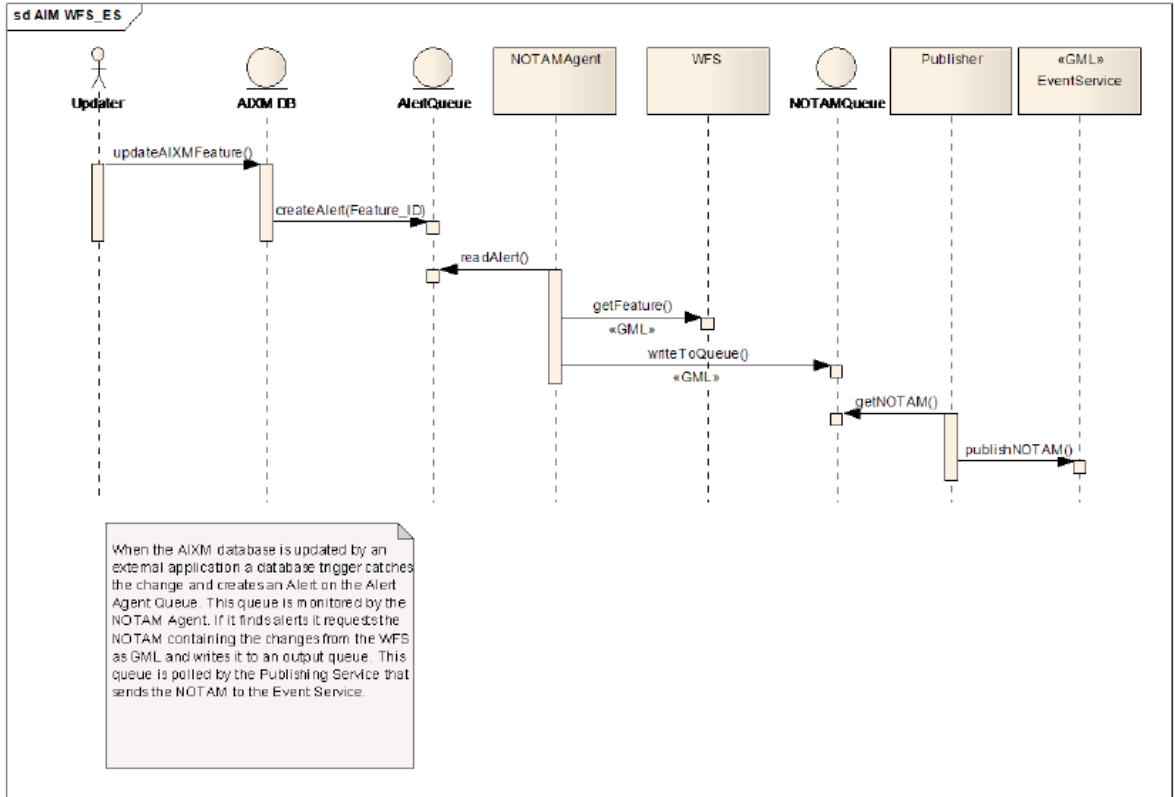 sd AIM WFS_ES
Updater
AIXM DB
AlertQueue
NOTAMAgent
WFS
NOTAMQueue
Publisher
«GML»
EventService
updateAIXMFeature()
createAlert(Feature_ID)
readAlert()
getFeature()
«GML»
writeToQueue()
«GML»
getNOTAM()
publishNOTAM()
When the AIXM database is updated by an
external application a database trigger catches
the change and creates an Alert on the Alert
Agent Queue. This queue is monitored by the
NOTAM Agent. If it finds alerts it requests the
NOTAM containing the changes from the WFS
as GML and writes it to an output queue. This
queue is polled by the Publishing Service that
sends the NOTAM to the Event Service.